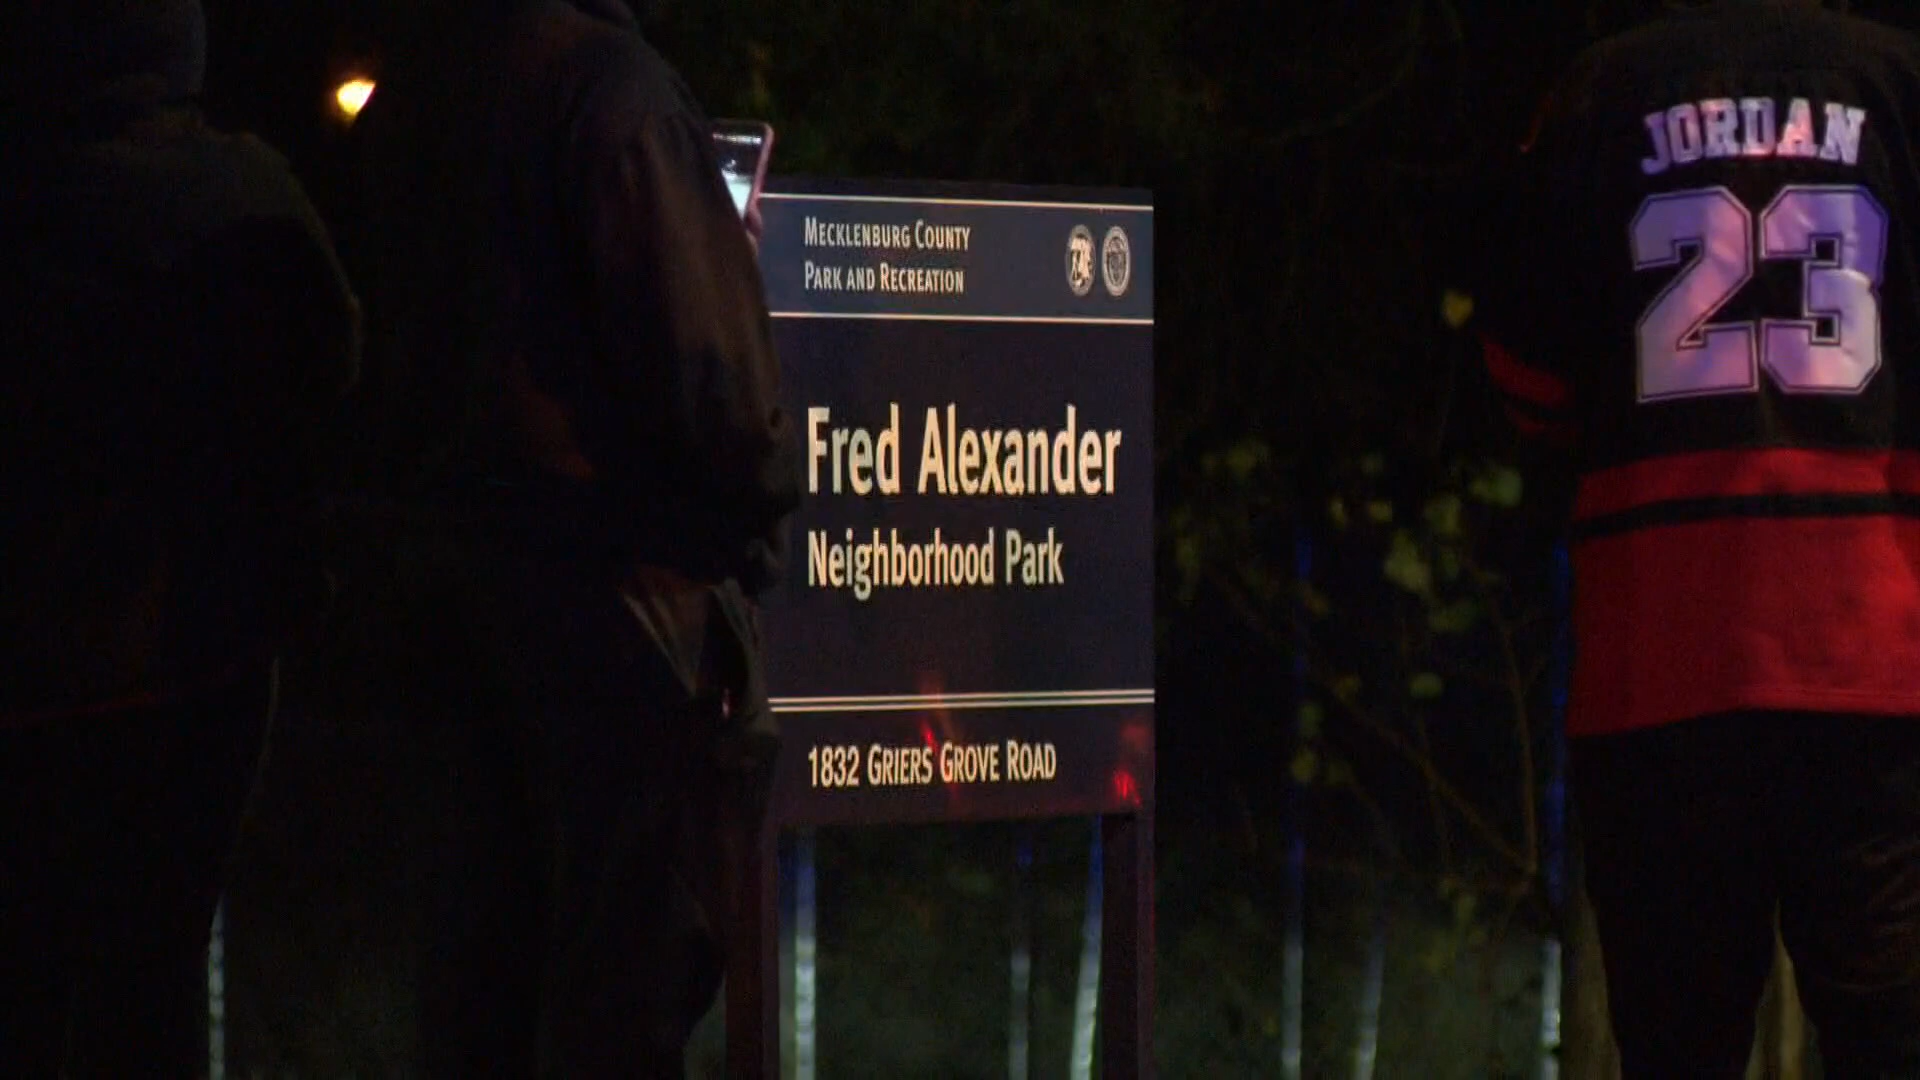 MECKLENBURG COUNTY
PARK AND RECREATION
Fred Alexander
Neighborhood Park
1832 GRIERS GROVE ROAD
JORDAN
23